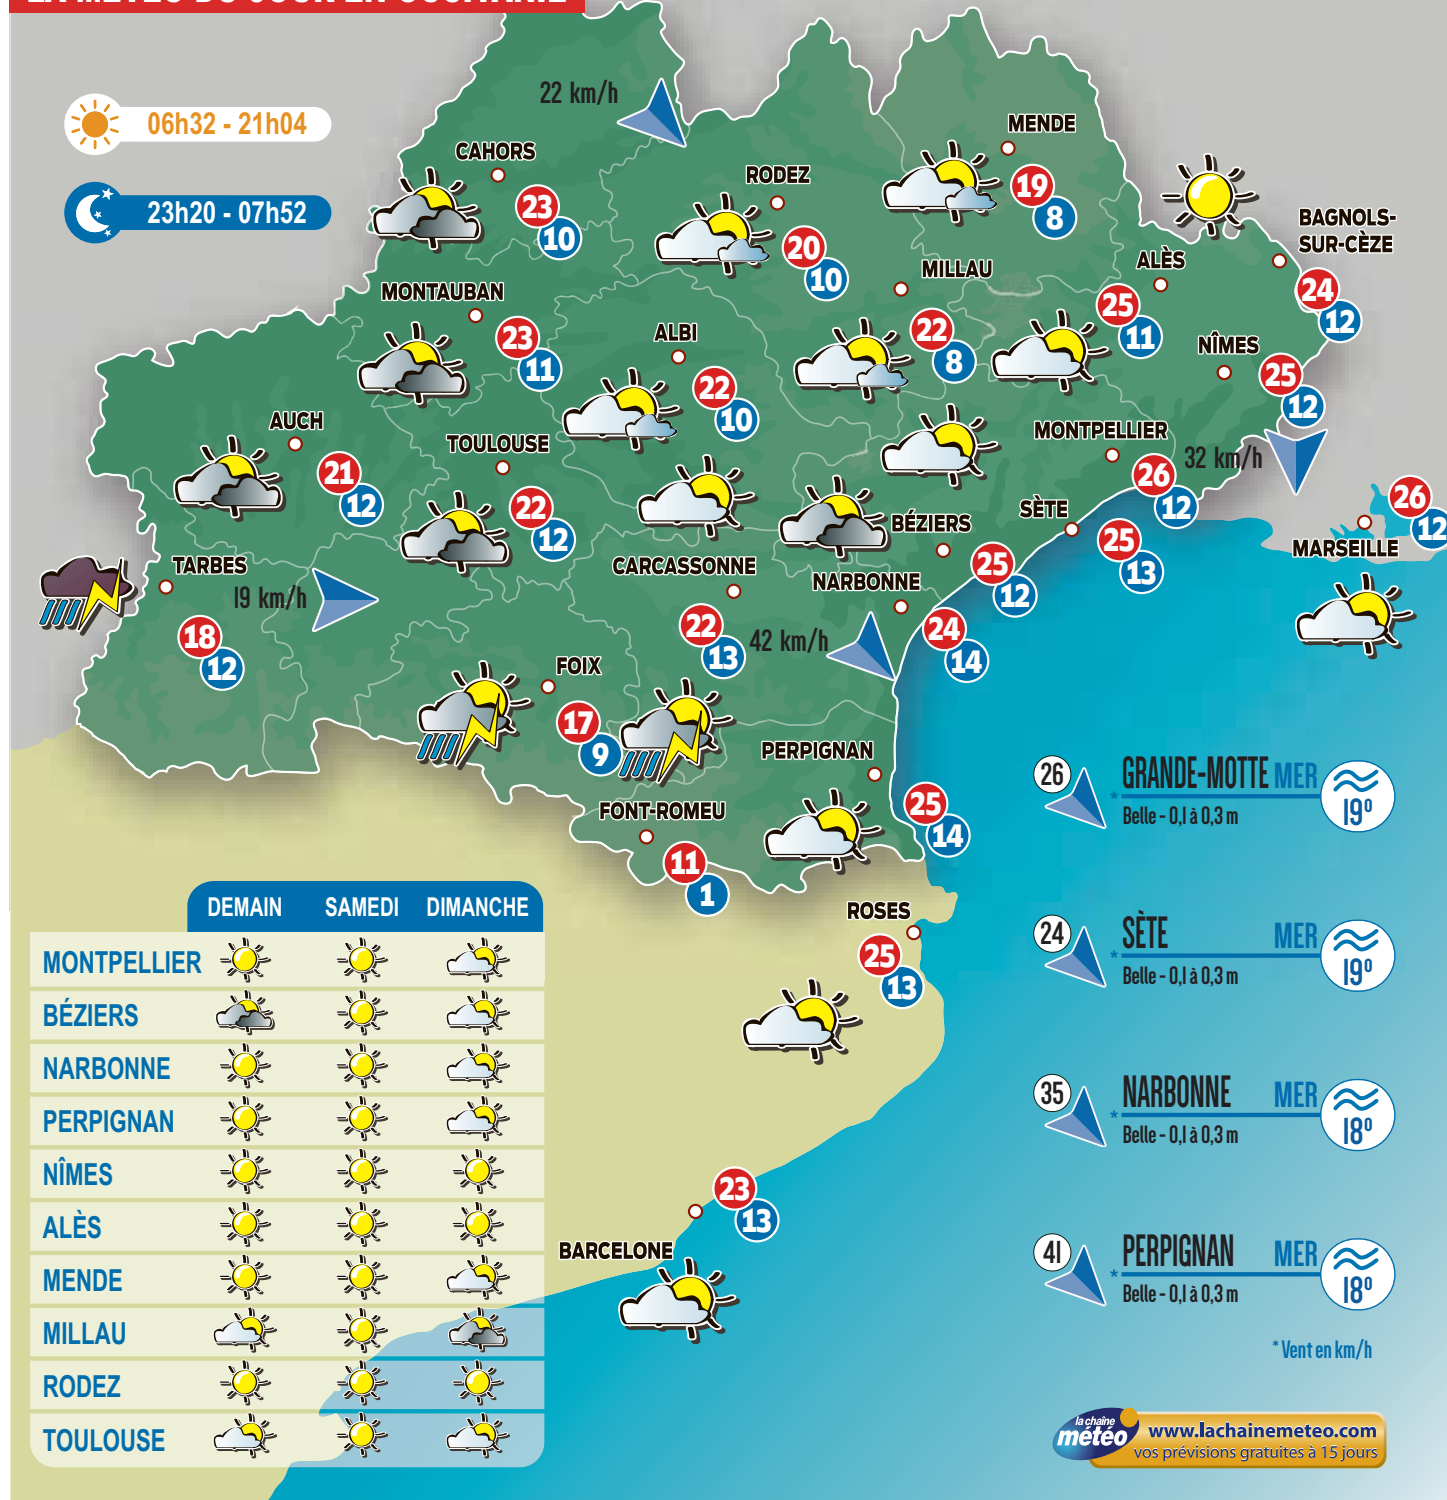 LA MÉTÉO DU JOUR EN OCCITANIE
06h32 - 21h04
23h20 - 07h52
22 km/h
CAHORS
23
10
RODEZ
20
10
MENDE
19
8
BAGNOLS-
SUR-CÈZE
24
12
MONTAUBAN
23
11
ALBI
22
10
MILLAU
22
8
ALÈS
25
11
NÎMES
25
12
AUCH
21
12
TOULOUSE
22
12
MONTPELLIER
26
12
32 km/h
BÉZIERS
25
12
SÈTE
25
13
MARSEILLE
26
12
TARBES
18
12
19 km/h
CARCASSONNE
22
13
NARBONNE
24
14
42 km/h
FOIX
17
9
PERPIGNAN
25
14
FONT-ROMEU
11
1
ROSES
25
13
BARCELONE
23
13
26
GRANDE-MOTTE MER
* Belle - 0,1 à 0,3 m
19°
24
SÈTE MER
* Belle - 0,1 à 0,3 m
19°
35
NARBONNE MER
* Belle - 0,1 à 0,3 m
18°
41
PERPIGNAN MER
* Belle - 0,1 à 0,3 m
18°
* Vent en km/h
DEMAIN SAMEDI DIMANCHE
MONTPELLIER
BÉZIERS
NARBONNE
PERPIGNAN
NÎMES
ALÈS
MENDE
MILLAU
RODEZ
TOULOUSE
la chaîne
météo
www.lachainemeteo.com
vos prévisions gratuites à 15 jours